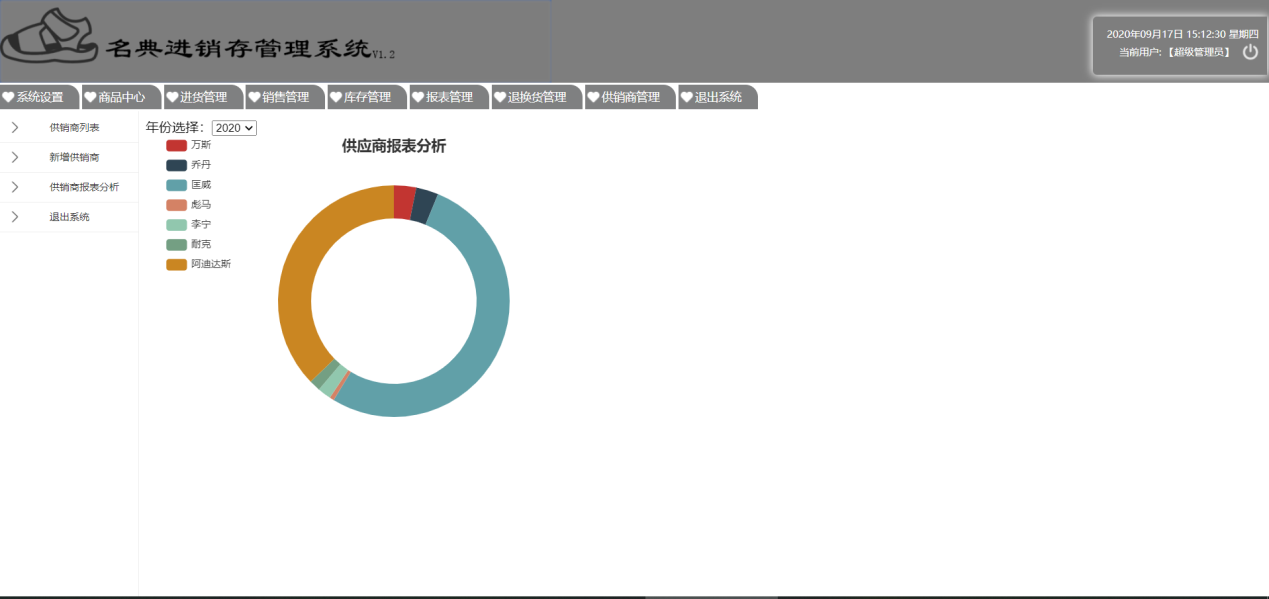 名典进销存管理系统V1.2
2020年09月17日 15:12:30 星期四
当前用户:【超级管理员】
系统设置 商品中心 进货管理 销售管理 库存管理 报表管理 退换货管理 供销商管理 退出系统
供销商列表
新增供销商
供销商报表分析
退出系统
年份选择: 2020
供应商报表分析
万斯
乔丹
匡威
彪马
李宁
耐克
阿迪达斯